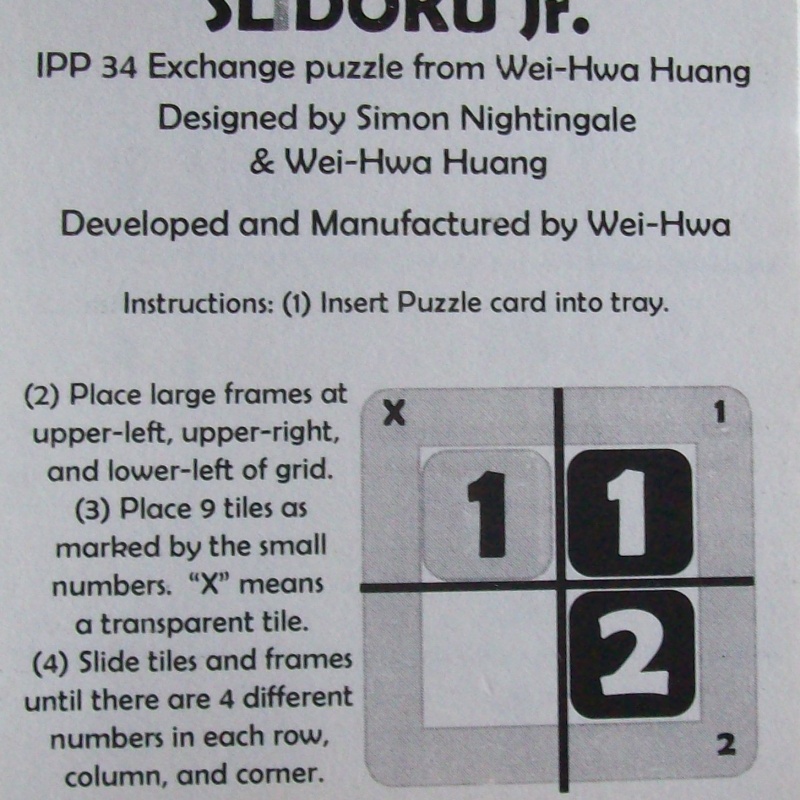 SLIDOKU Jr.
IPP 34 Exchange puzzle from Wei-Hwa Huang
Designed by Simon Nightingale
& Wei-Hwa Huang
Developed and Manufactured by Wei-Hwa
Instructions: (1) Insert Puzzle card into tray.
(2) Place large frames at
upper-left, upper-right,
and lower-left of grid.
(3) Place 9 tiles as
marked by the small
numbers. "X" means
a transparent tile.
(4) Slide tiles and frames
until there are 4 different
numbers in each row,
column, and corner.
X 1
1 1
2
2